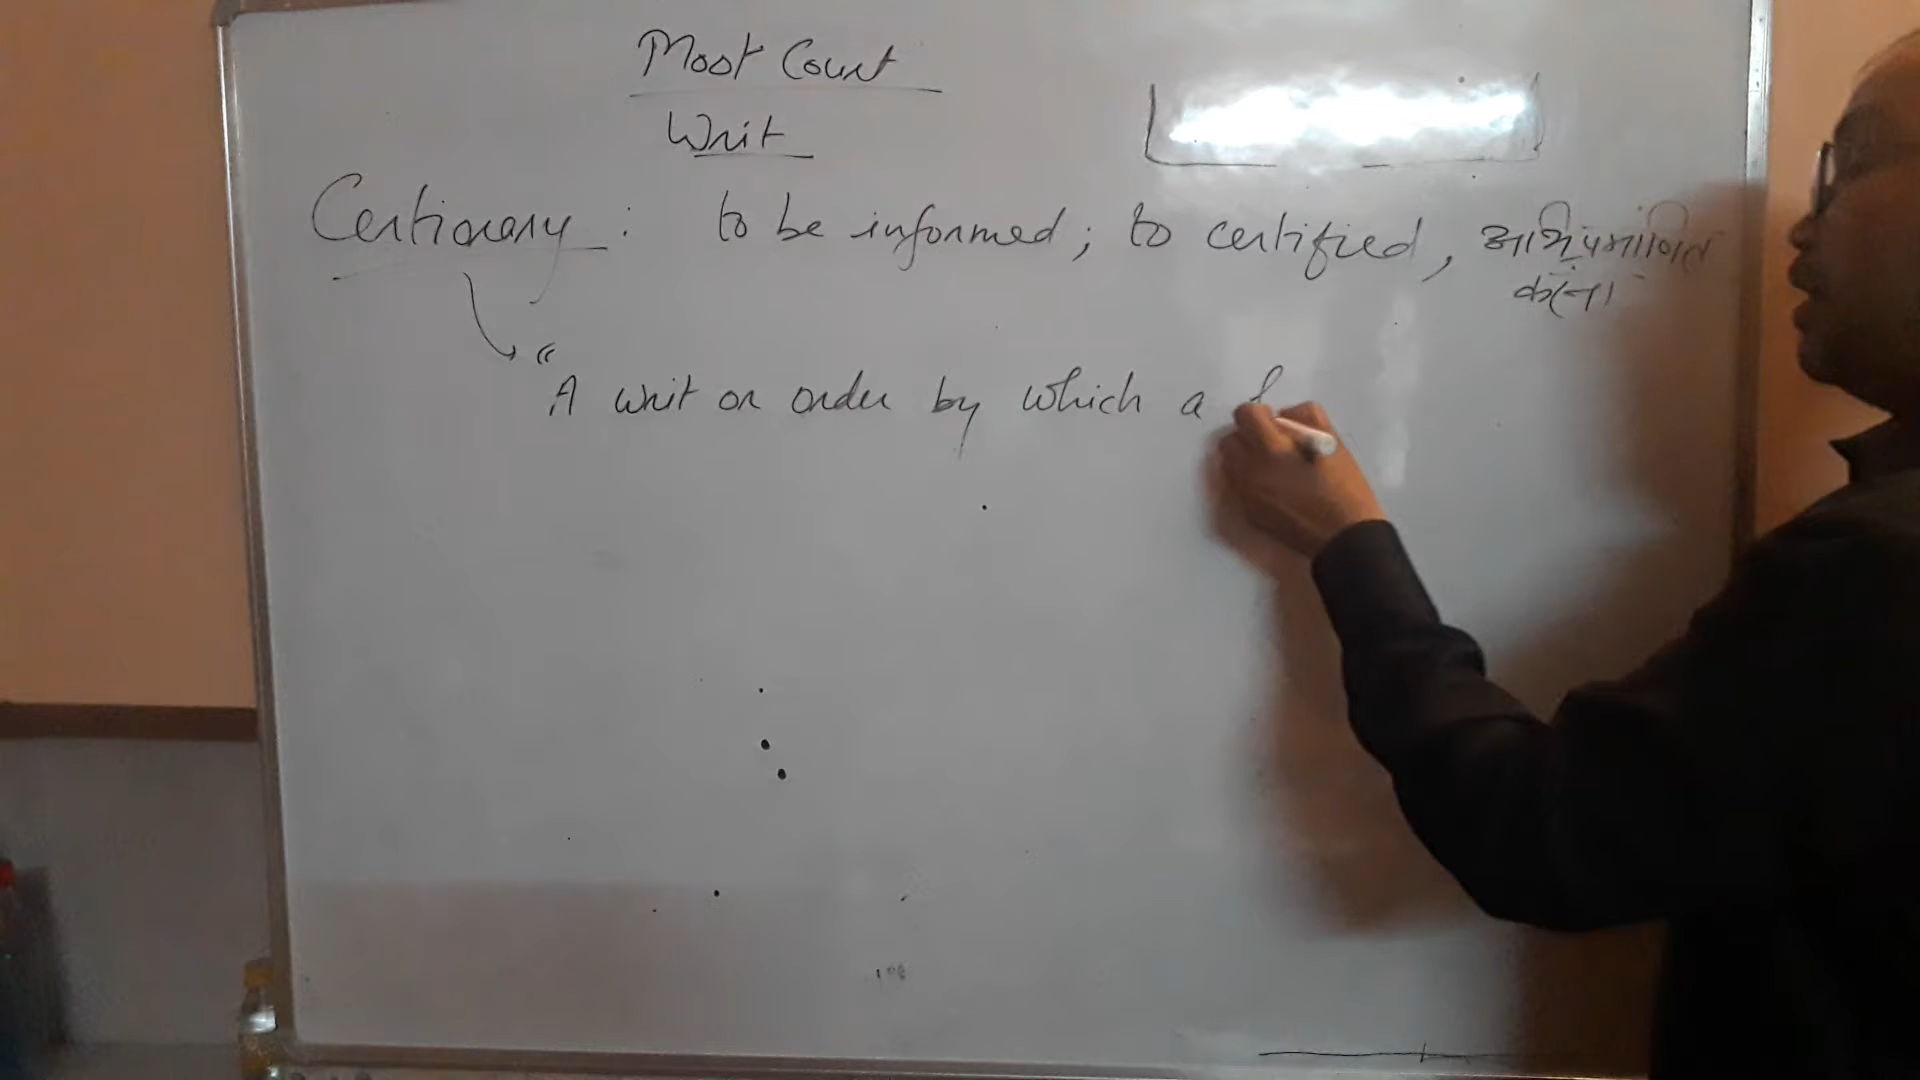 Moot Court
Writ
Certiorary : to be informed; to certified, अभिप्रमाणित
करना
"A writ or order by which a